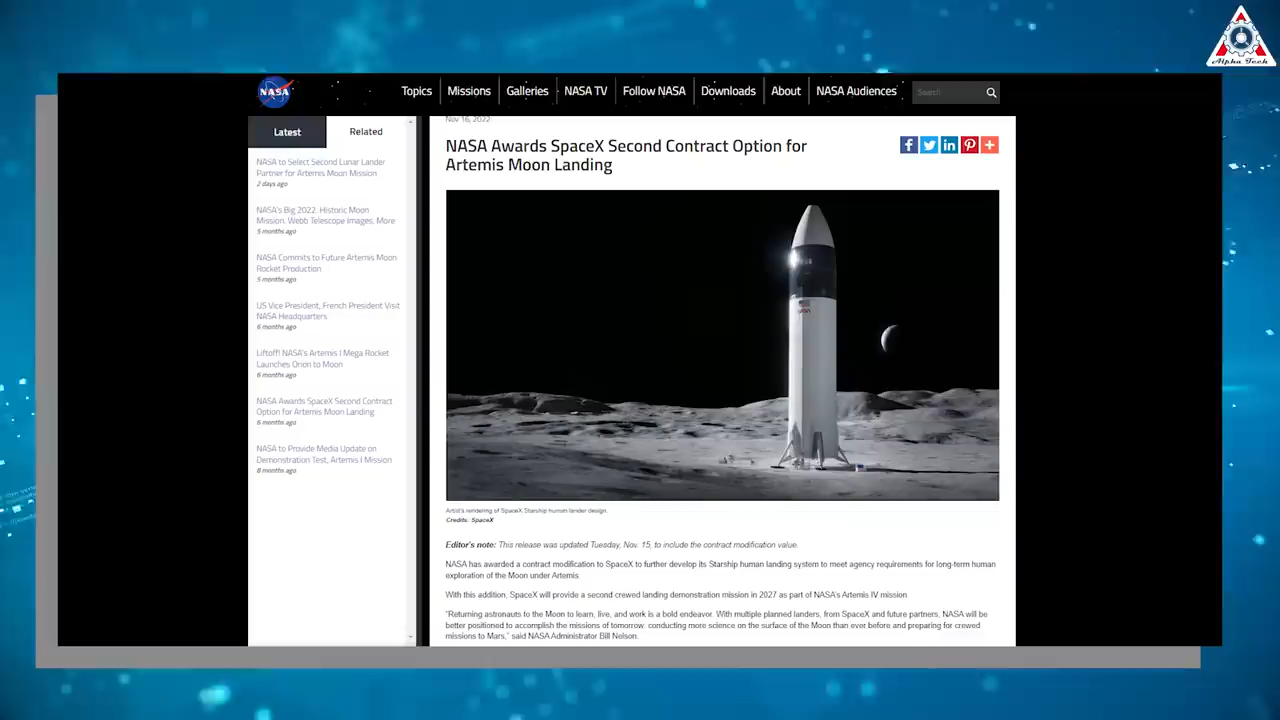 Alpha Tech
NASA
Topics
Missions
Galleries
NASA TV
Follow NASA
Downloads
About
NASA Audiences
Search
Latest
Related
NASA to Select Second Lunar Lander
Partner for Artemis Moon Mission
2 days ago
NASA's Big 2022: Historic Moon
Mission, Webb Telescope Images, More
5 months ago
NASA Commits to Future Artemis Moon
Rocket Production
5 months ago
US Vice President, French President Visit
NASA Headquarters
6 months ago
Liftoff! NASA's Artemis I Mega Rocket
Launches Orion to Moon
6 months ago
NASA Awards SpaceX Second Contract
Option for Artemis Moon Landing
6 months ago
NASA to Provide Media Update on
Demonstration Test, Artemis I Mission
8 months ago
Nov 16, 2022
NASA Awards SpaceX Second Contract Option for
Artemis Moon Landing
Artist's rendering of SpaceX Starship human lander design.
Credits: SpaceX
Editor's note: This release was updated Tuesday, Nov. 15, to include the contract modification value.
NASA has awarded a contract modification to SpaceX to further develop its Starship human landing system to meet agency requirements for long-term human
exploration of the Moon under Artemis.
With this addition, SpaceX will provide a second crewed landing demonstration mission in 2027 as part of NASA's Artemis IV mission
"Returning astronauts to the Moon to learn, live, and work is a bold endeavor. With multiple planned landers, from SpaceX and future partners, NASA will be
better positioned to accomplish the missions of tomorrow: conducting more science on the surface of the Moon than ever before and preparing for crewed
missions to Mars," said NASA Administrator Bill Nelson.